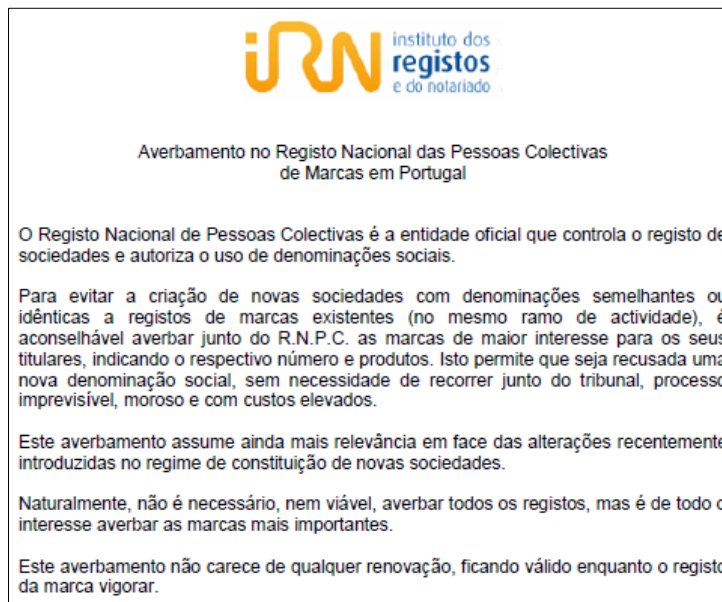 iRN
instituto dos
registos
e do notariado
Averbamento no Registo Nacional das Pessoas Colectivas
de Marcas em Portugal
O Registo Nacional de Pessoas Colectivas é a entidade oficial que controla o registo de
sociedades e autoriza o uso de denominações sociais.
Para evitar a criação de novas sociedades com denominações semelhantes ou
idênticas a registos de marcas existentes (no mesmo ramo de actividade), é
aconselhável averbar junto do R.N.P.C. as marcas de maior interesse para os seus
titulares, indicando o respectivo número e produtos. Isto permite que seja recusada uma
nova denominação social, sem necessidade de recorrer junto do tribunal, processo
imprevisível, moroso e com custos elevados.
Este averbamento assume ainda mais relevância em face das alterações recentemente
introduzidas no regime de constituição de novas sociedades.
Naturalmente, não é necessário, nem viável, averbar todos os registos, mas é de todo o
interesse averbar as marcas mais importantes.
Este averbamento não carece de qualquer renovação, ficando válido enquanto o registo
da marca vigorar.